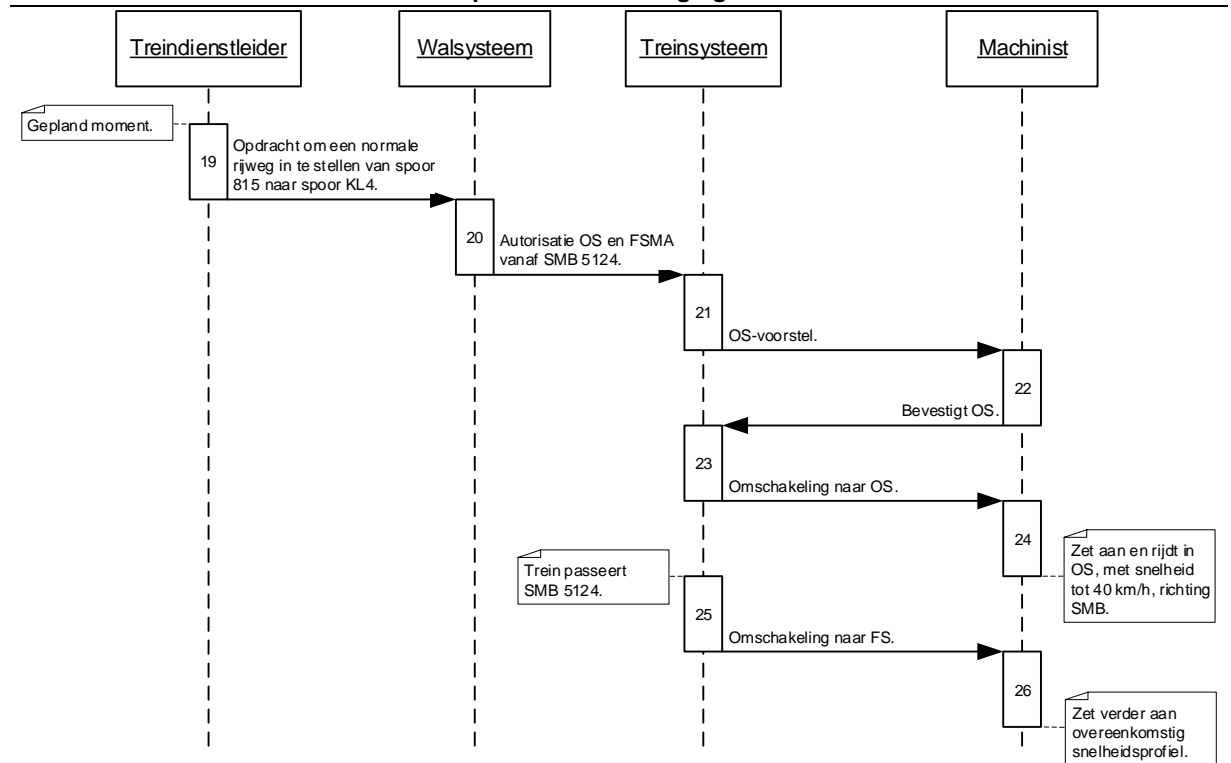 Treindienstleider
Walsysteem
Treinsysteem
Machinist
Gepland moment.
19
Opdracht om een normale
rijweg in te stellen van spoor
815 naar spoor KL4.
20
Autorisatie OS en FSMA
vanaf SMB 5124.
21
OS-voorstel.
22
Bevestigt OS.
23
Omschakeling naar OS.
24
Zet aan en rijdt in
OS, met snelheid
tot 40 km/h, richting
SMB.
Trein passeert
SMB 5124.
25
Omschakeling naar FS.
26
Zet verder aan
overeenkomstig
snelheidsprofiel.